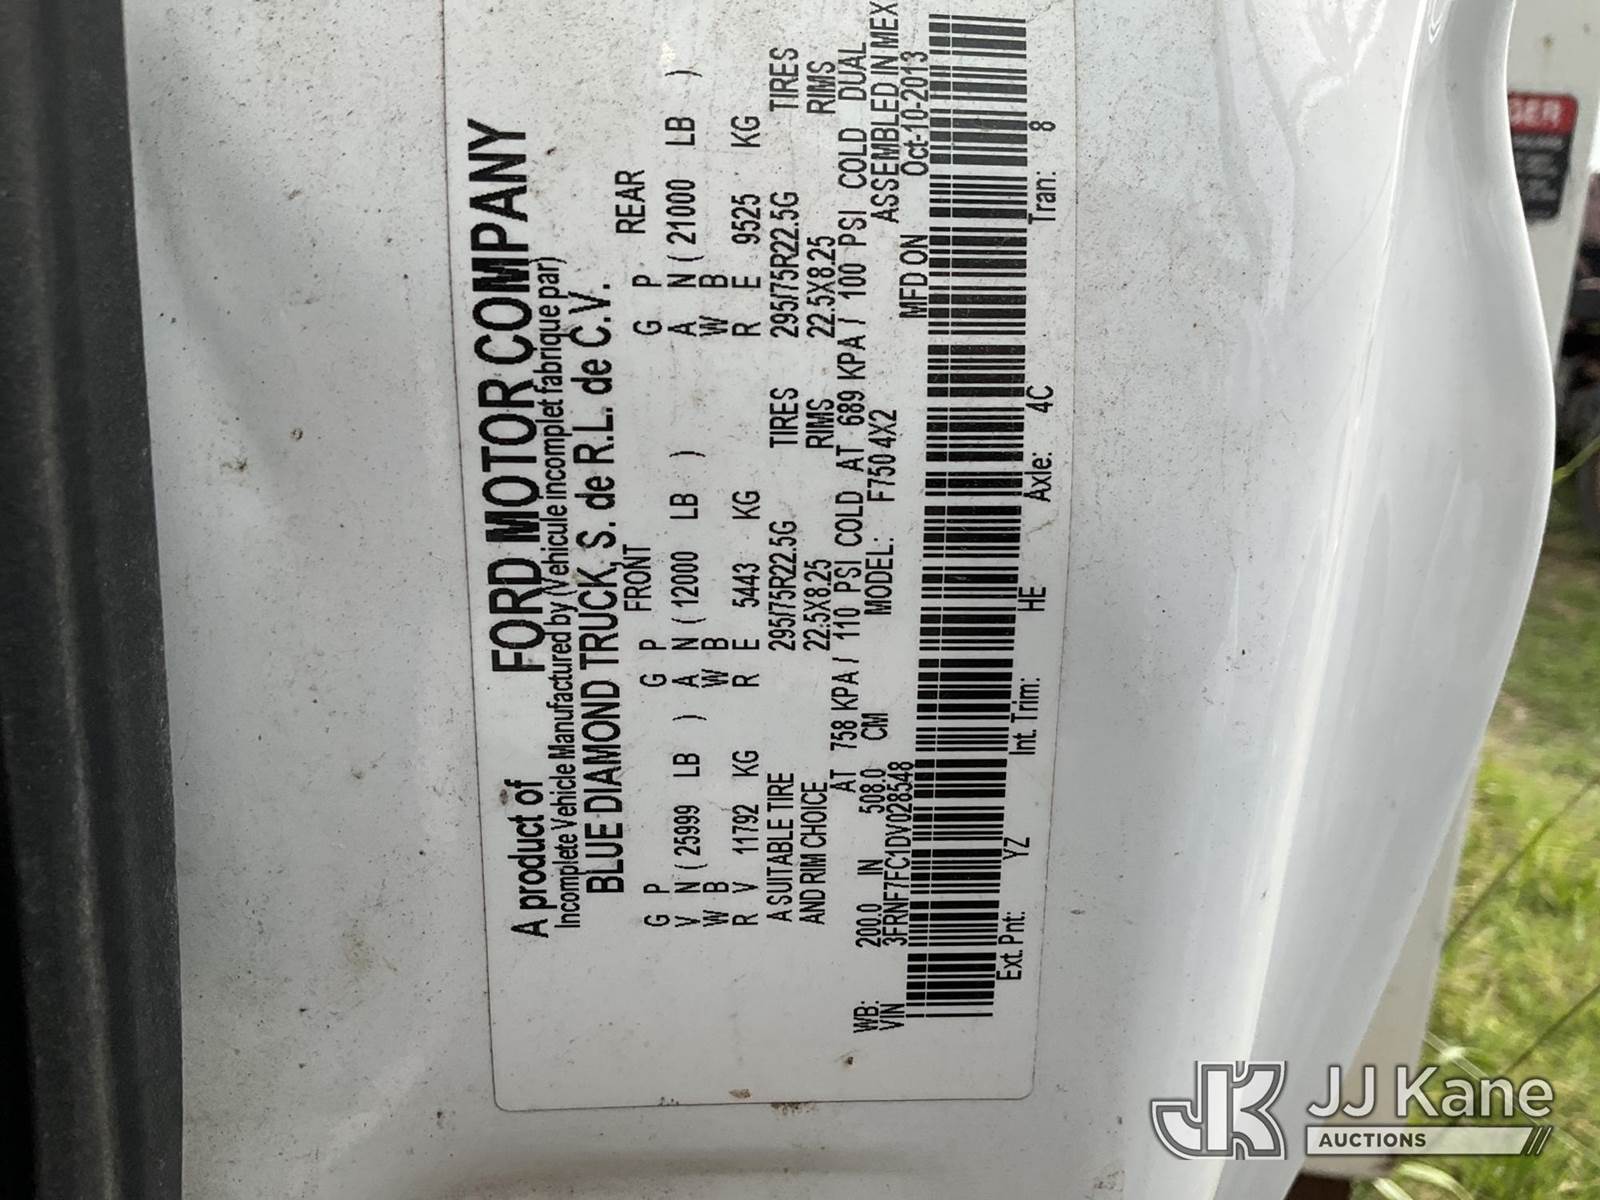 A product of FORD MOTOR COMPANY
Incomplete Vehicle Manufactured by (Vehicule incomplet fabrique par)
BLUE DIAMOND TRUCK, S. de R.L. de C.V.
FRONT REAR
G P G P G P
V N ( 25999 LB ) A N ( 12000 LB ) A N ( 21000 LB )
W B W B W B
R V 11792 KG R E 5443 KG R E 9525 KG
A SUITABLE TIRE 295/75R22.5G TIRES 295/75R22.5G TIRES
AND RIM CHOICE 22.5X8.25 RIMS 22.5X8.25 RIMS
AT 758 KPA / 110 PSI COLD AT 689 KPA / 100 PSI COLD DUAL
WB: 200.0 IN 508.0 CM MODEL: F750 4X2 ASSEMBLED IN MEX
VIN 3FRNF7FC1DV028548 MFD ON Oct-10-2013
Ext. Pnt: YZ Int. Trim: HE Axle: 4C Tran: 8
GER
JJ Kane
AUCTIONS